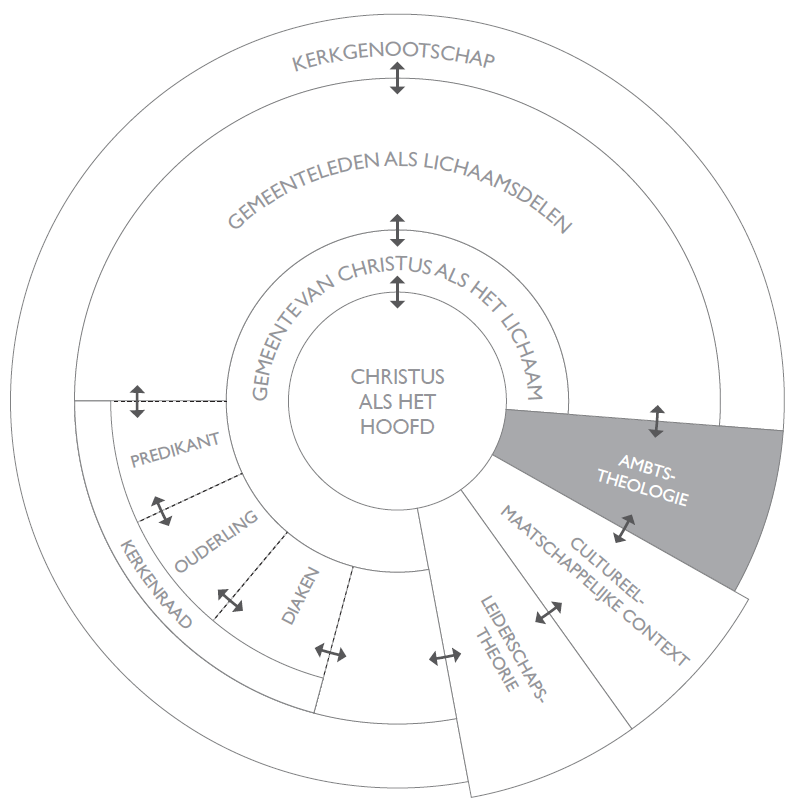 KERKGENOOTSCHAP
GEMEENTELEDEN ALS LICHAAMSDELEN
GEMEENTE VAN CHRISTUS ALS HET LICHAAM
CHRISTUS
ALS HET
HOOFD
PREDIKANT
OUDERLING
DIAKEN
KERKENRAAD
AMBTS-
THEOLOGIE
CULTUREEL-
MAATSCHAPPELIJKE CONTEXT
LEIDERSCHAPS-
THEORIE